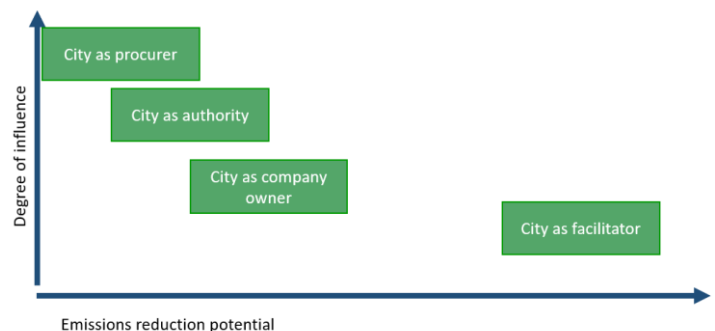 City as procurer
City as authority
City as company
owner
City as facilitator
Degree of influence
Emissions reduction potential